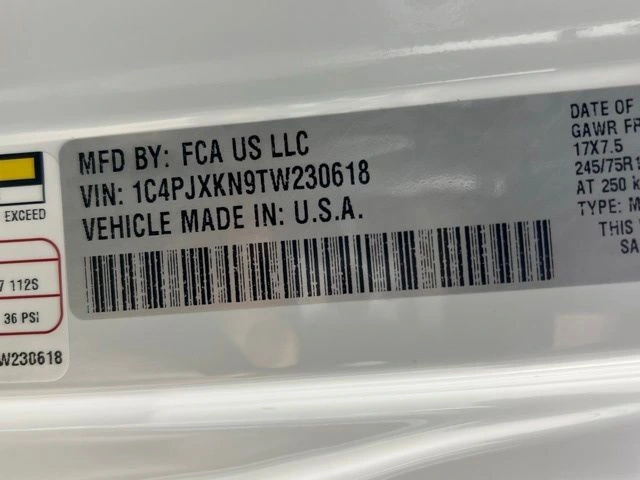 MFD BY: FCA US LLC
VIN: 1C4PJXKN9TW230618
VEHICLE MADE IN: U.S.A.
EXCEED
7 112S
36 PSI
W230618
DATE OF
GAWR FR
17X7.5
245/75R1
AT 250 k
TYPE: M
THIS
SA